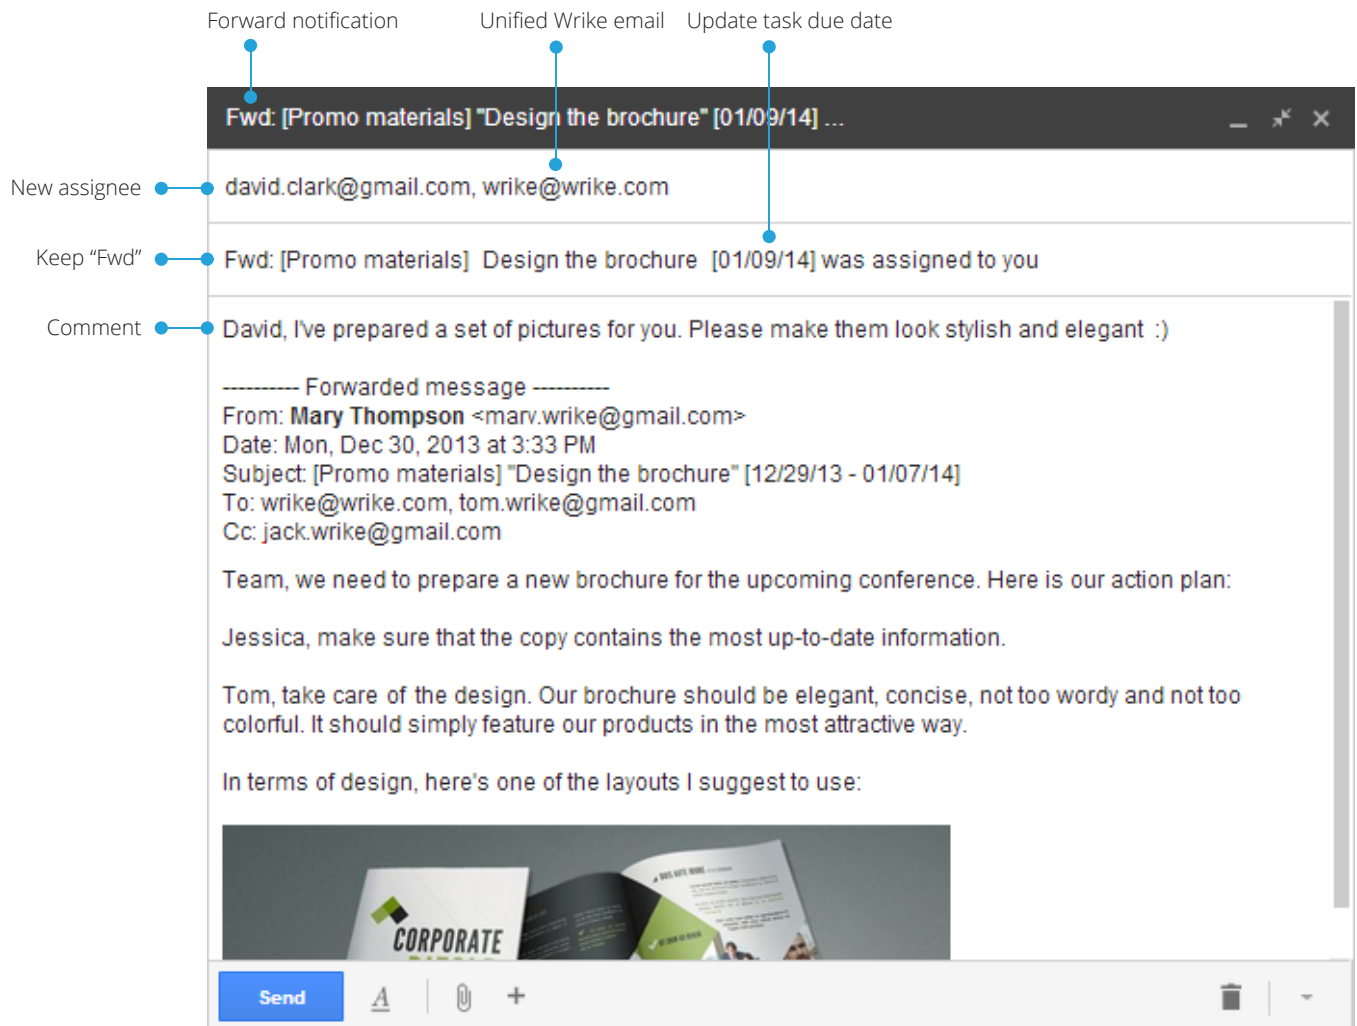 Forward notification
Unified Wrike email
Update task due date
Fwd: [Promo materials] "Design the brochure" [01/09/14] ...
New assignee
david.clark@gmail.com, wrike@wrike.com
Keep “Fwd”
Fwd: [Promo materials]  Design the brochure  [01/09/14] was assigned to you
Comment
David, I've prepared a set of pictures for you. Please make them look stylish and elegant  :)
---------- Forwarded message ----------
From: Mary Thompson <marv.wrike@gmail.com>
Date: Mon, Dec 30, 2013 at 3:33 PM
Subject: [Promo materials] "Design the brochure" [12/29/13 - 01/07/14]
To: wrike@wrike.com, tom.wrike@gmail.com
Cc: jack.wrike@gmail.com
Team, we need to prepare a new brochure for the upcoming conference. Here is our action plan:
Jessica, make sure that the copy contains the most up-to-date information.
Tom, take care of the design. Our brochure should be elegant, concise, not too wordy and not too
colorful. It should simply feature our products in the most attractive way.
In terms of design, here's one of the layouts I suggest to use:
CORPORATE
Send
A